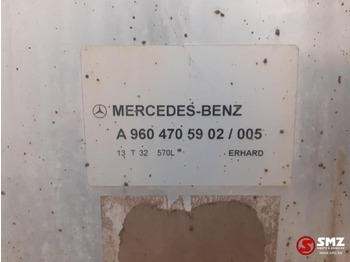 MERCEDES-BENZ
A 960 470 59 02 / 005
13 T 32 570L ERHARD
SMZ